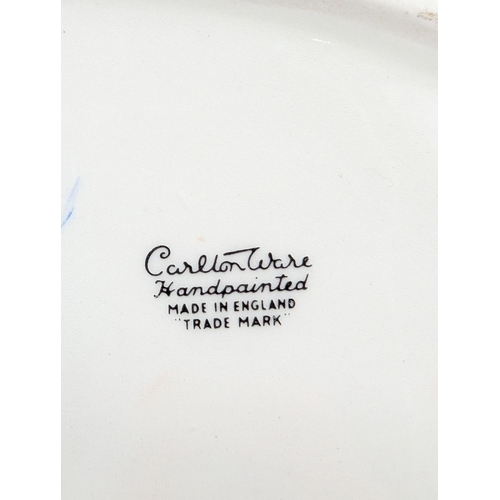 Carlton Ware
Handpainted
MADE IN ENGLAND
"TRADE MARK"